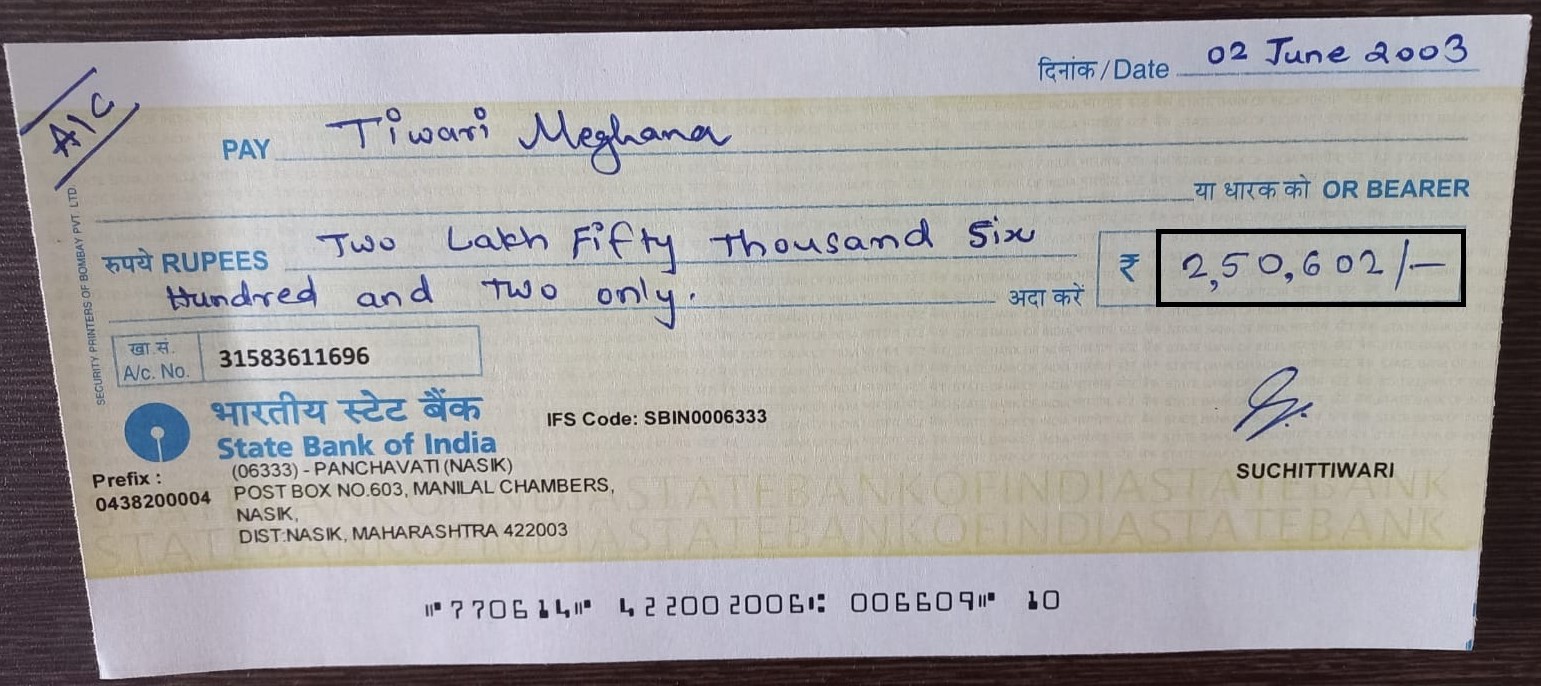 दिनांक/Date 02 June 2003
A/C
PAY Tiwari Meghana
या धारक को OR BEARER
रुपये RUPEES Two Lakh Fifty Thousand Six
Hundred and Two only. अदा करें ₹ 2,50,602/-
खा.सं.
A/c. No. 31583611696
SECURITY PRINTERS OF BOMBAY PVT. LTD.
भारतीय स्टेट बैंक
State Bank of India
IFS Code: SBIN0006333
(06333) - PANCHAVATI (NASIK)
POST BOX NO.603, MANILAL CHAMBERS,
NASIK,
DIST:NASIK, MAHARASHTRA 422003
Prefix :
0438200004
SUCHITTIWARI
STATEBANKOFINDIASTATEBANK
STATEBANKOFINDIASTATEBANK
⑈770614⑈ 422002006⑆ 006609⑈ 10